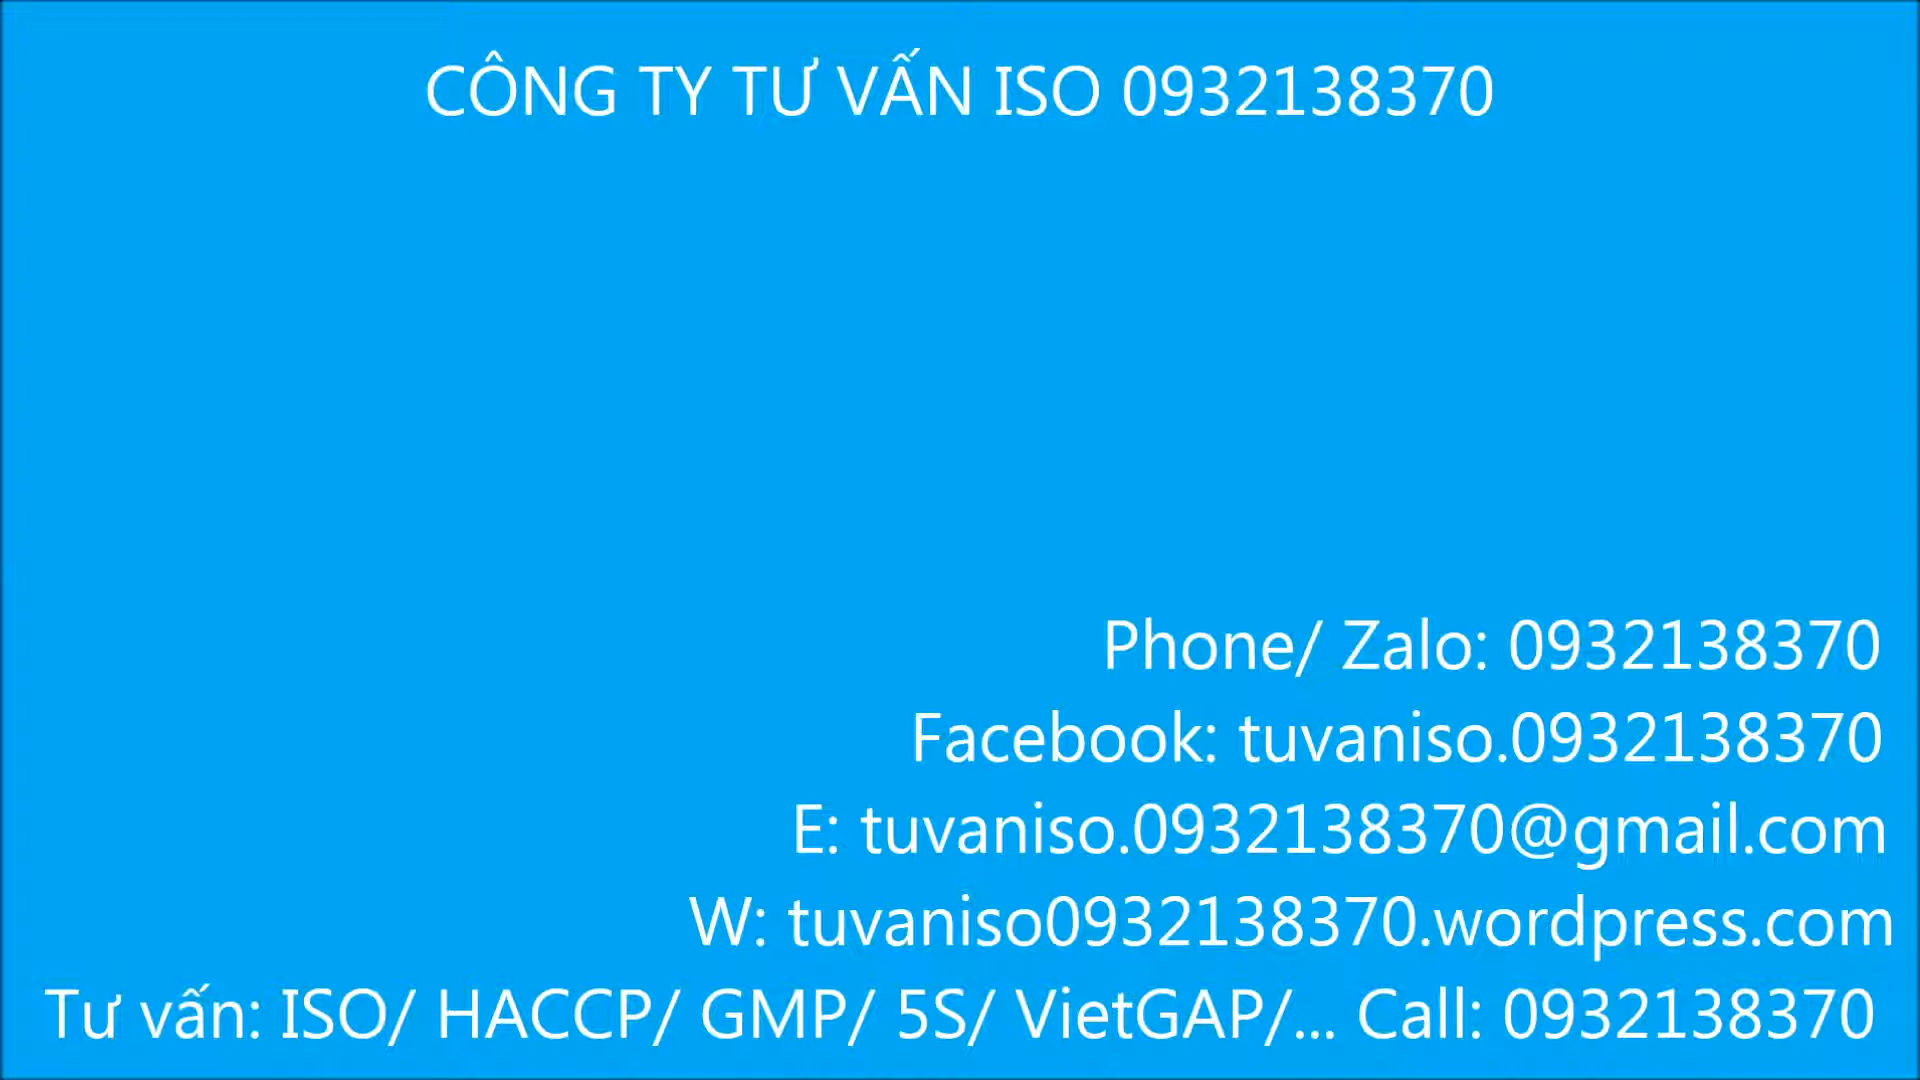 CÔNG TY TƯ VẤN ISO 0932138370
Phone/ Zalo: 0932138370
Facebook: tuvaniso.0932138370
E: tuvaniso.0932138370@gmail.com
W: tuvaniso0932138370.wordpress.com
Tư vấn: ISO/ HACCP/ GMP/ 5S/ VietGAP/... Call: 0932138370